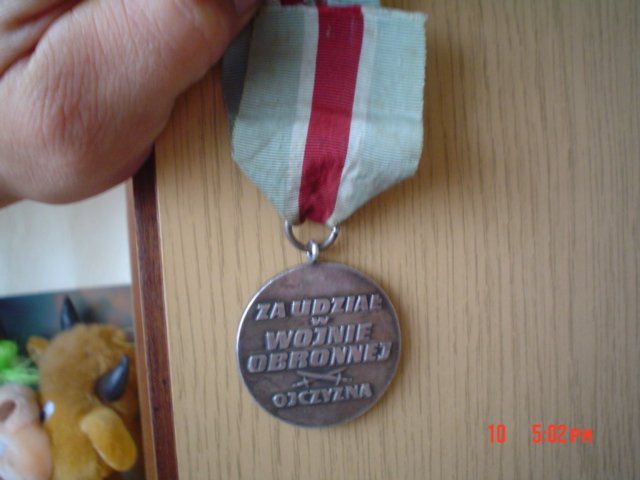 ZA UDZIAŁ
W
WOJNIE
OBRONNEJ
OJCZYZNA
10 5:02PM